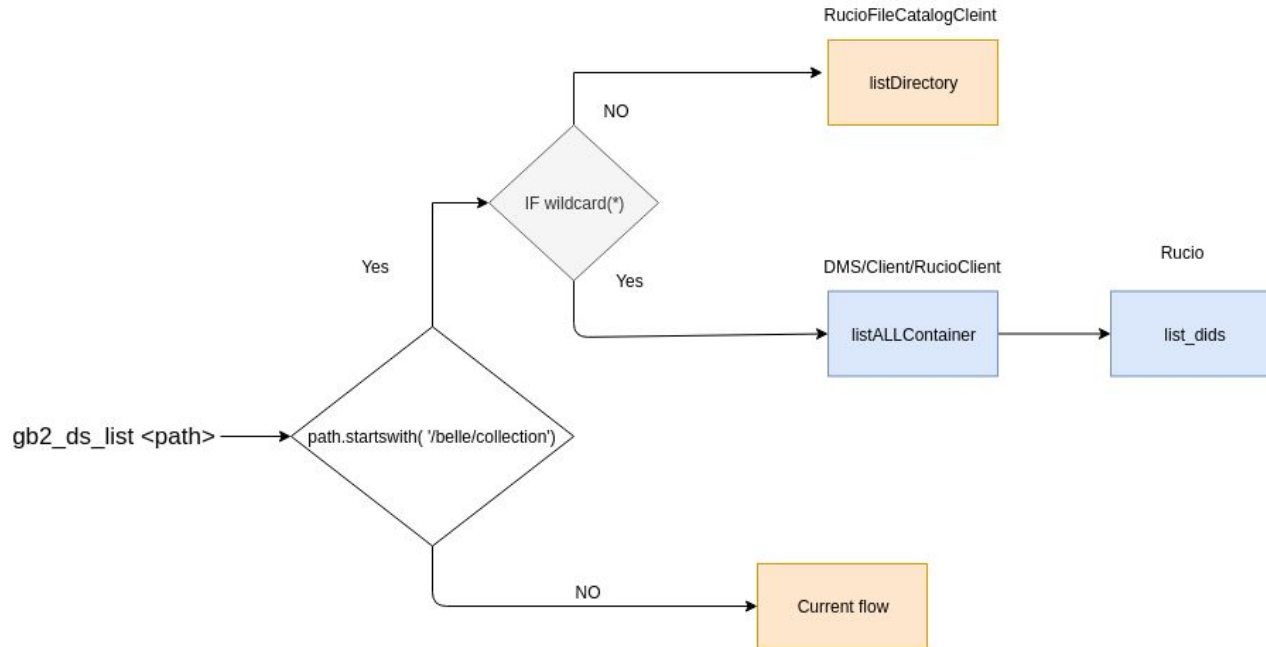 RucioFileCatalogCleint
listDirectory
NO
IF wildcard(*)
Yes
Yes
DMS/Client/RucioClient
Rucio
listALLContainer
list_dids
gb2_ds_list <path>
path.startswith( '/belle/collection')
NO
Current flow